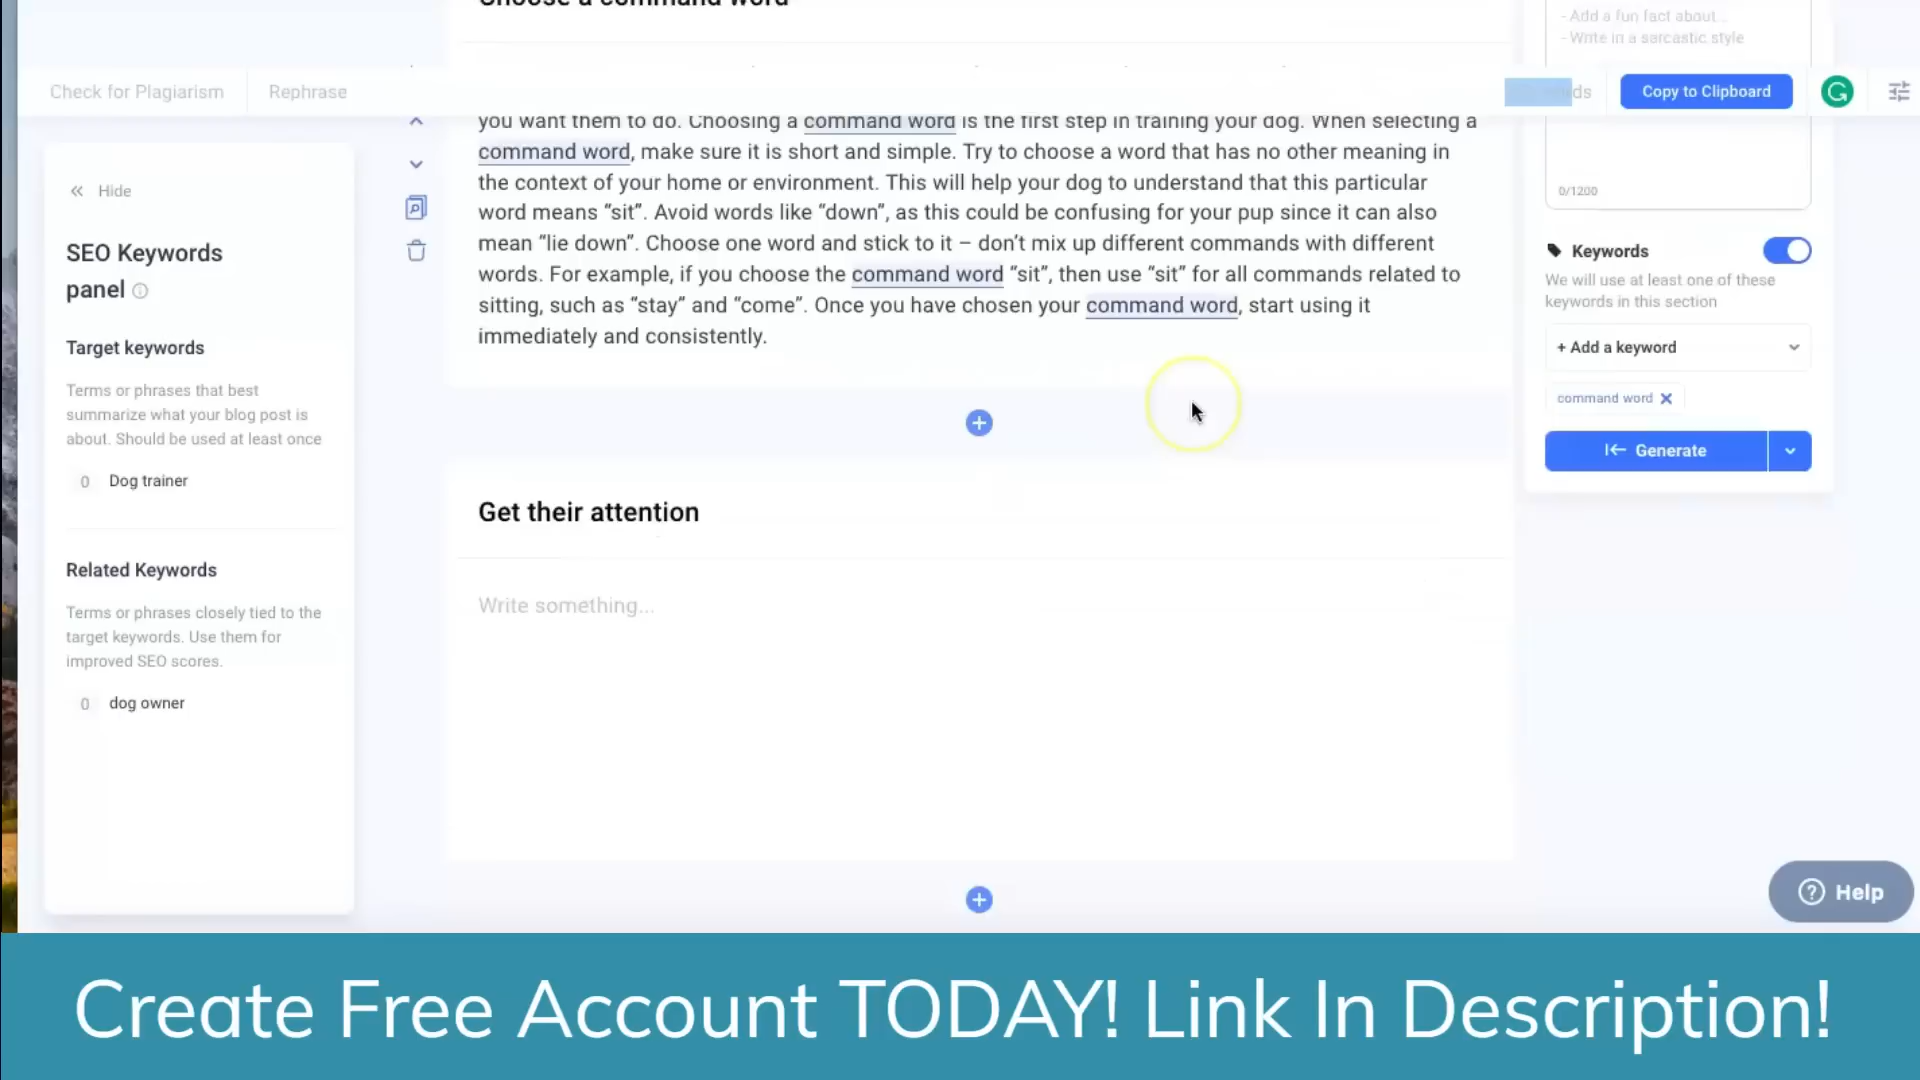 Choose a command word
- Add a fun fact about...
- Write in a sarcastic style
Check for Plagiarism
Rephrase
Copy to Clipboard
you want them to do. Choosing a command word is the first step in training your dog. When selecting a
command word, make sure it is short and simple. Try to choose a word that has no other meaning in
the context of your home or environment. This will help your dog to understand that this particular
word means “sit”. Avoid words like “down”, as this could be confusing for your pup since it can also
mean “lie down”. Choose one word and stick to it – don’t mix up different commands with different
words. For example, if you choose the command word “sit”, then use “sit” for all commands related to
sitting, such as “stay” and “come”. Once you have chosen your command word, start using it
immediately and consistently.
0/1200
Hide
SEO Keywords
panel
Target keywords
Terms or phrases that best
summarize what your blog post is
about. Should be used at least once
0 Dog trainer
Related Keywords
Terms or phrases closely tied to the
target keywords. Use them for
improved SEO scores.
0 dog owner
Keywords
We will use at least one of these
keywords in this section
+ Add a keyword
command word
Generate
Get their attention
Write something...
Help
Create Free Account TODAY! Link In Description!